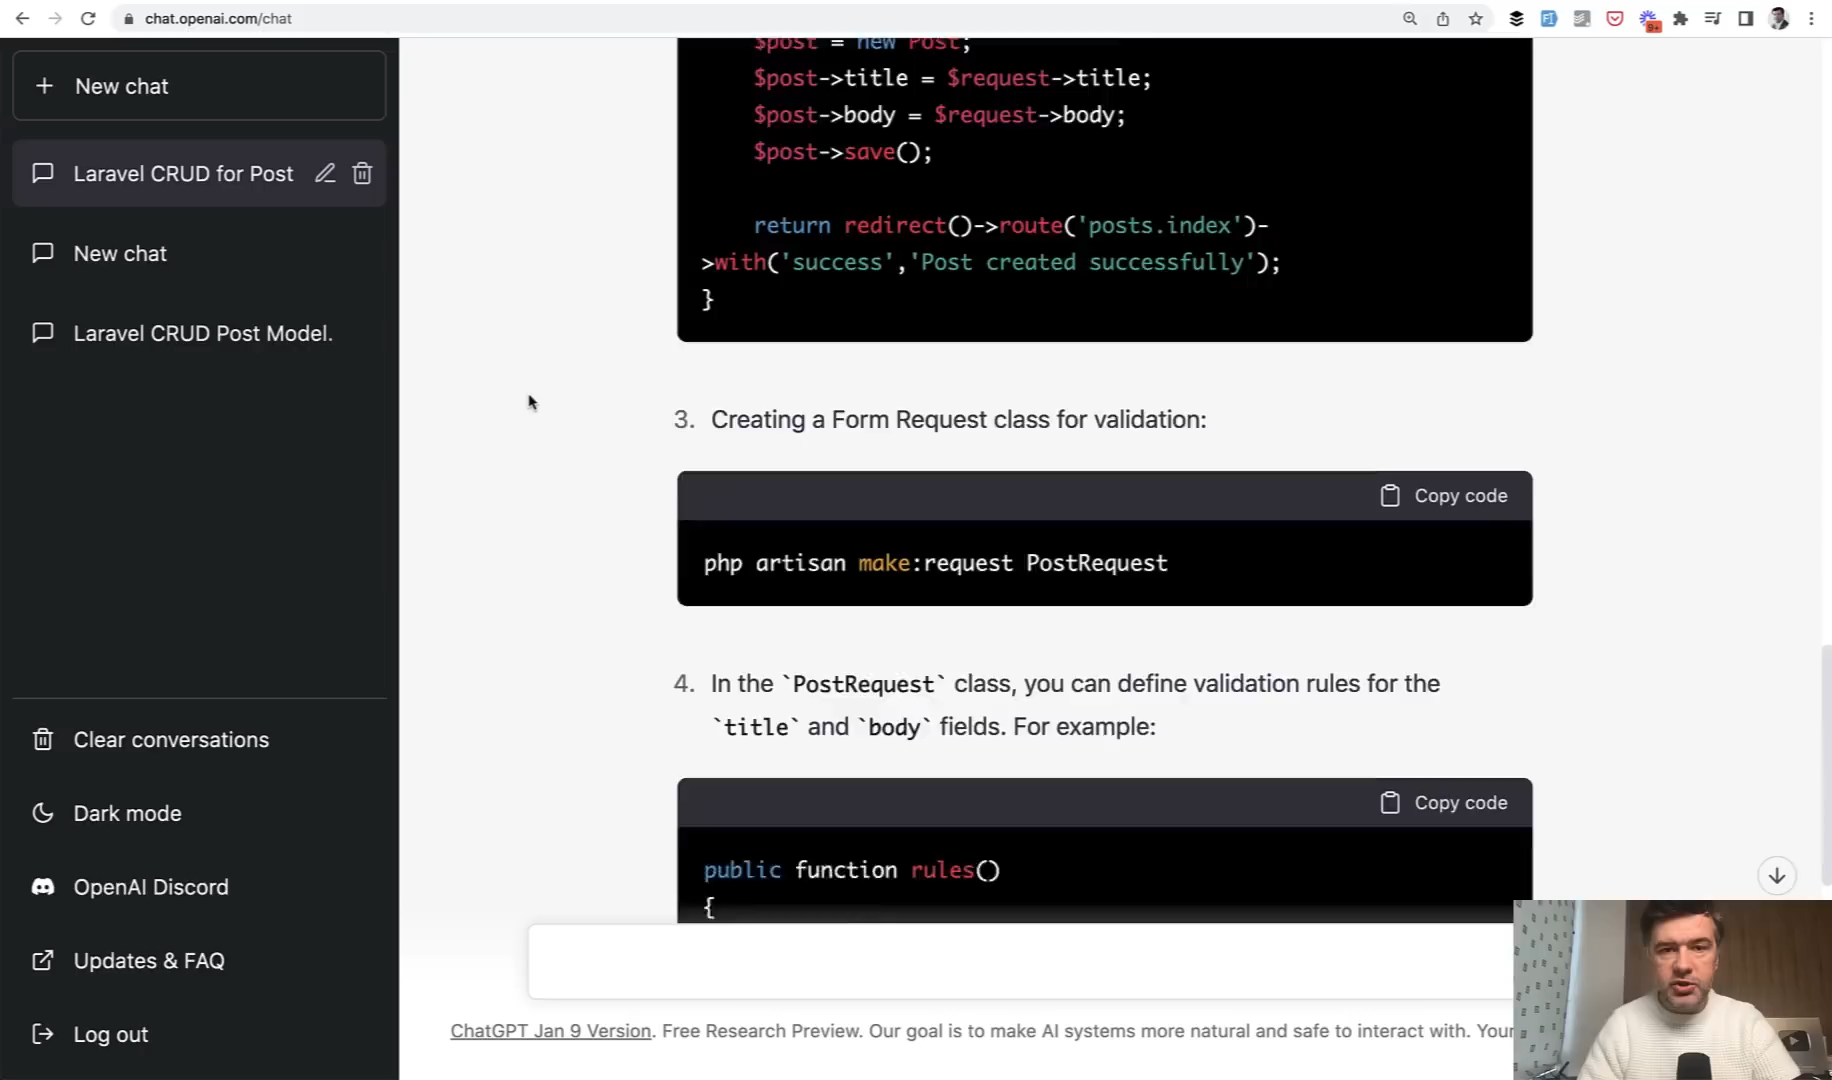 chat.openai.com/chat
9+
New chat
Laravel CRUD for Post
New chat
Laravel CRUD Post Model.
Clear conversations
Dark mode
OpenAI Discord
Updates & FAQ
Log out
$post = new Post;
$post->title = $request->title;
$post->body = $request->body;
$post->save();
return redirect()->route('posts.index')-
>with('success','Post created successfully');
}
3. Creating a Form Request class for validation:
Copy code
php artisan make:request PostRequest
4. In the `PostRequest` class, you can define validation rules for the
`title` and `body` fields. For example:
Copy code
public function rules()
{
ChatGPT Jan 9 Version. Free Research Preview. Our goal is to make AI systems more natural and safe to interact with. Your